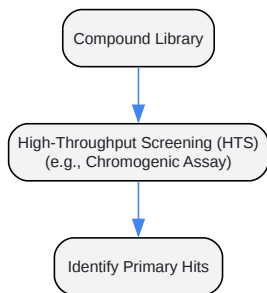 Compound Library
High-Throughput Screening (HTS)
(e.g., Chromogenic Assay)
Identify Primary Hits